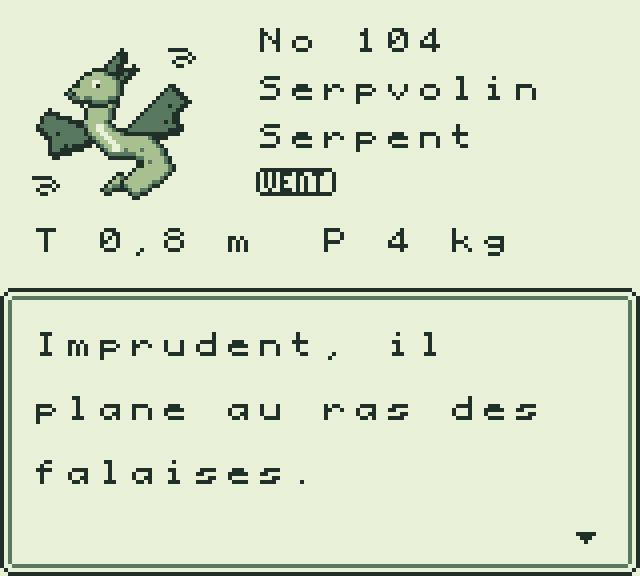 No 104
Serpvolin
Serpent
VENT
T 0,8 m P 4 kg
Imprudent, il
plane au ras des
falaises.